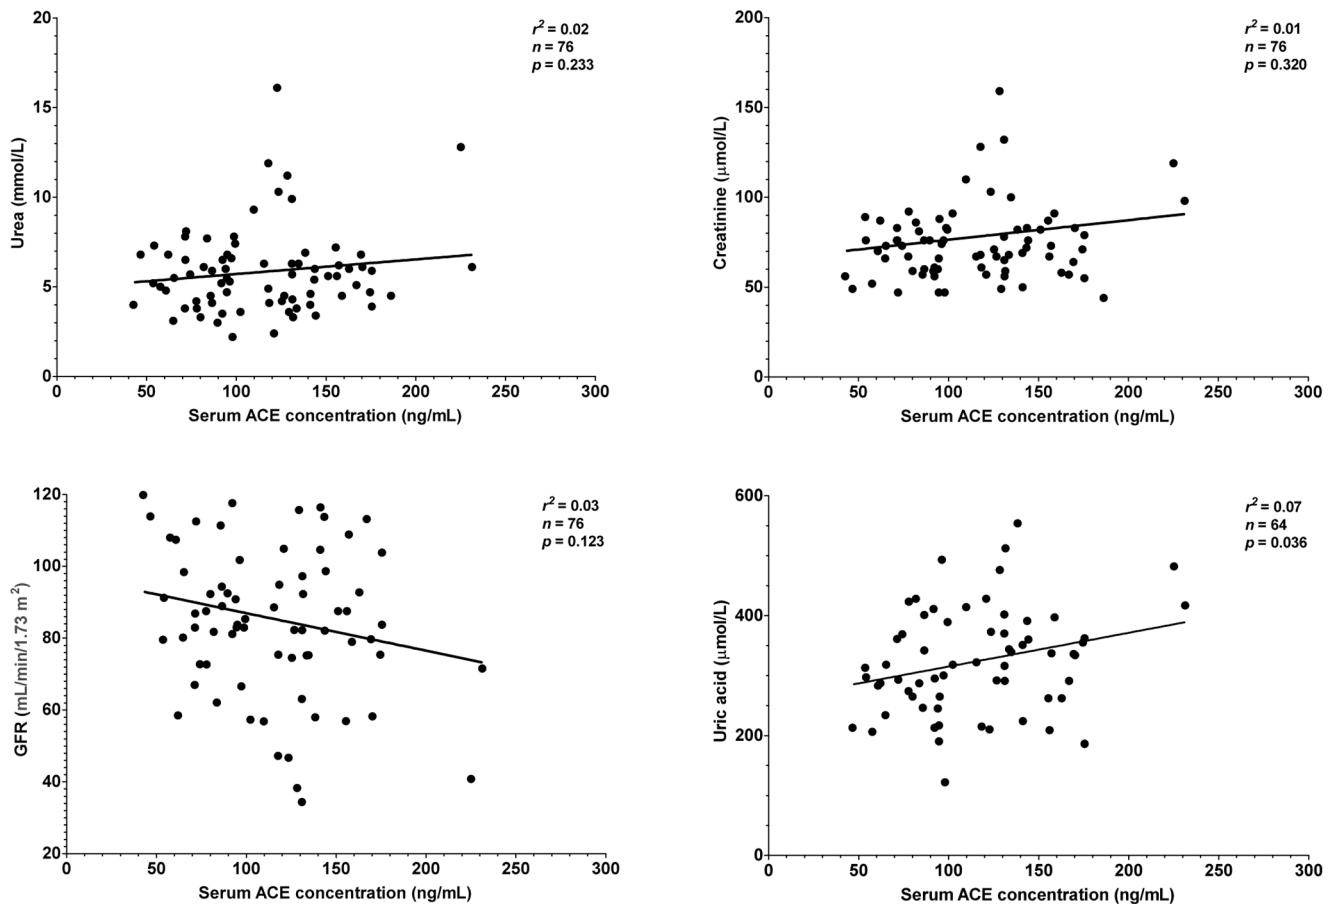 20
15
10
5
0
Urea (mmol/L)
r² = 0.02
n = 76
p = 0.233
0 50 100 150 200 250 300
Serum ACE concentration (ng/mL)
200
150
100
50
0
Creatinine (μmol/L)
r² = 0.01
n = 76
p = 0.320
0 50 100 150 200 250 300
Serum ACE concentration (ng/mL)
120
100
80
60
40
20
GFR (mL/min/1.73 m²)
r² = 0.03
n = 76
p = 0.123
0 50 100 150 200 250 300
Serum ACE concentration (ng/mL)
600
400
200
0
Uric acid (μmol/L)
r² = 0.07
n = 64
p = 0.036
0 50 100 150 200 250 300
Serum ACE concentration (ng/mL)